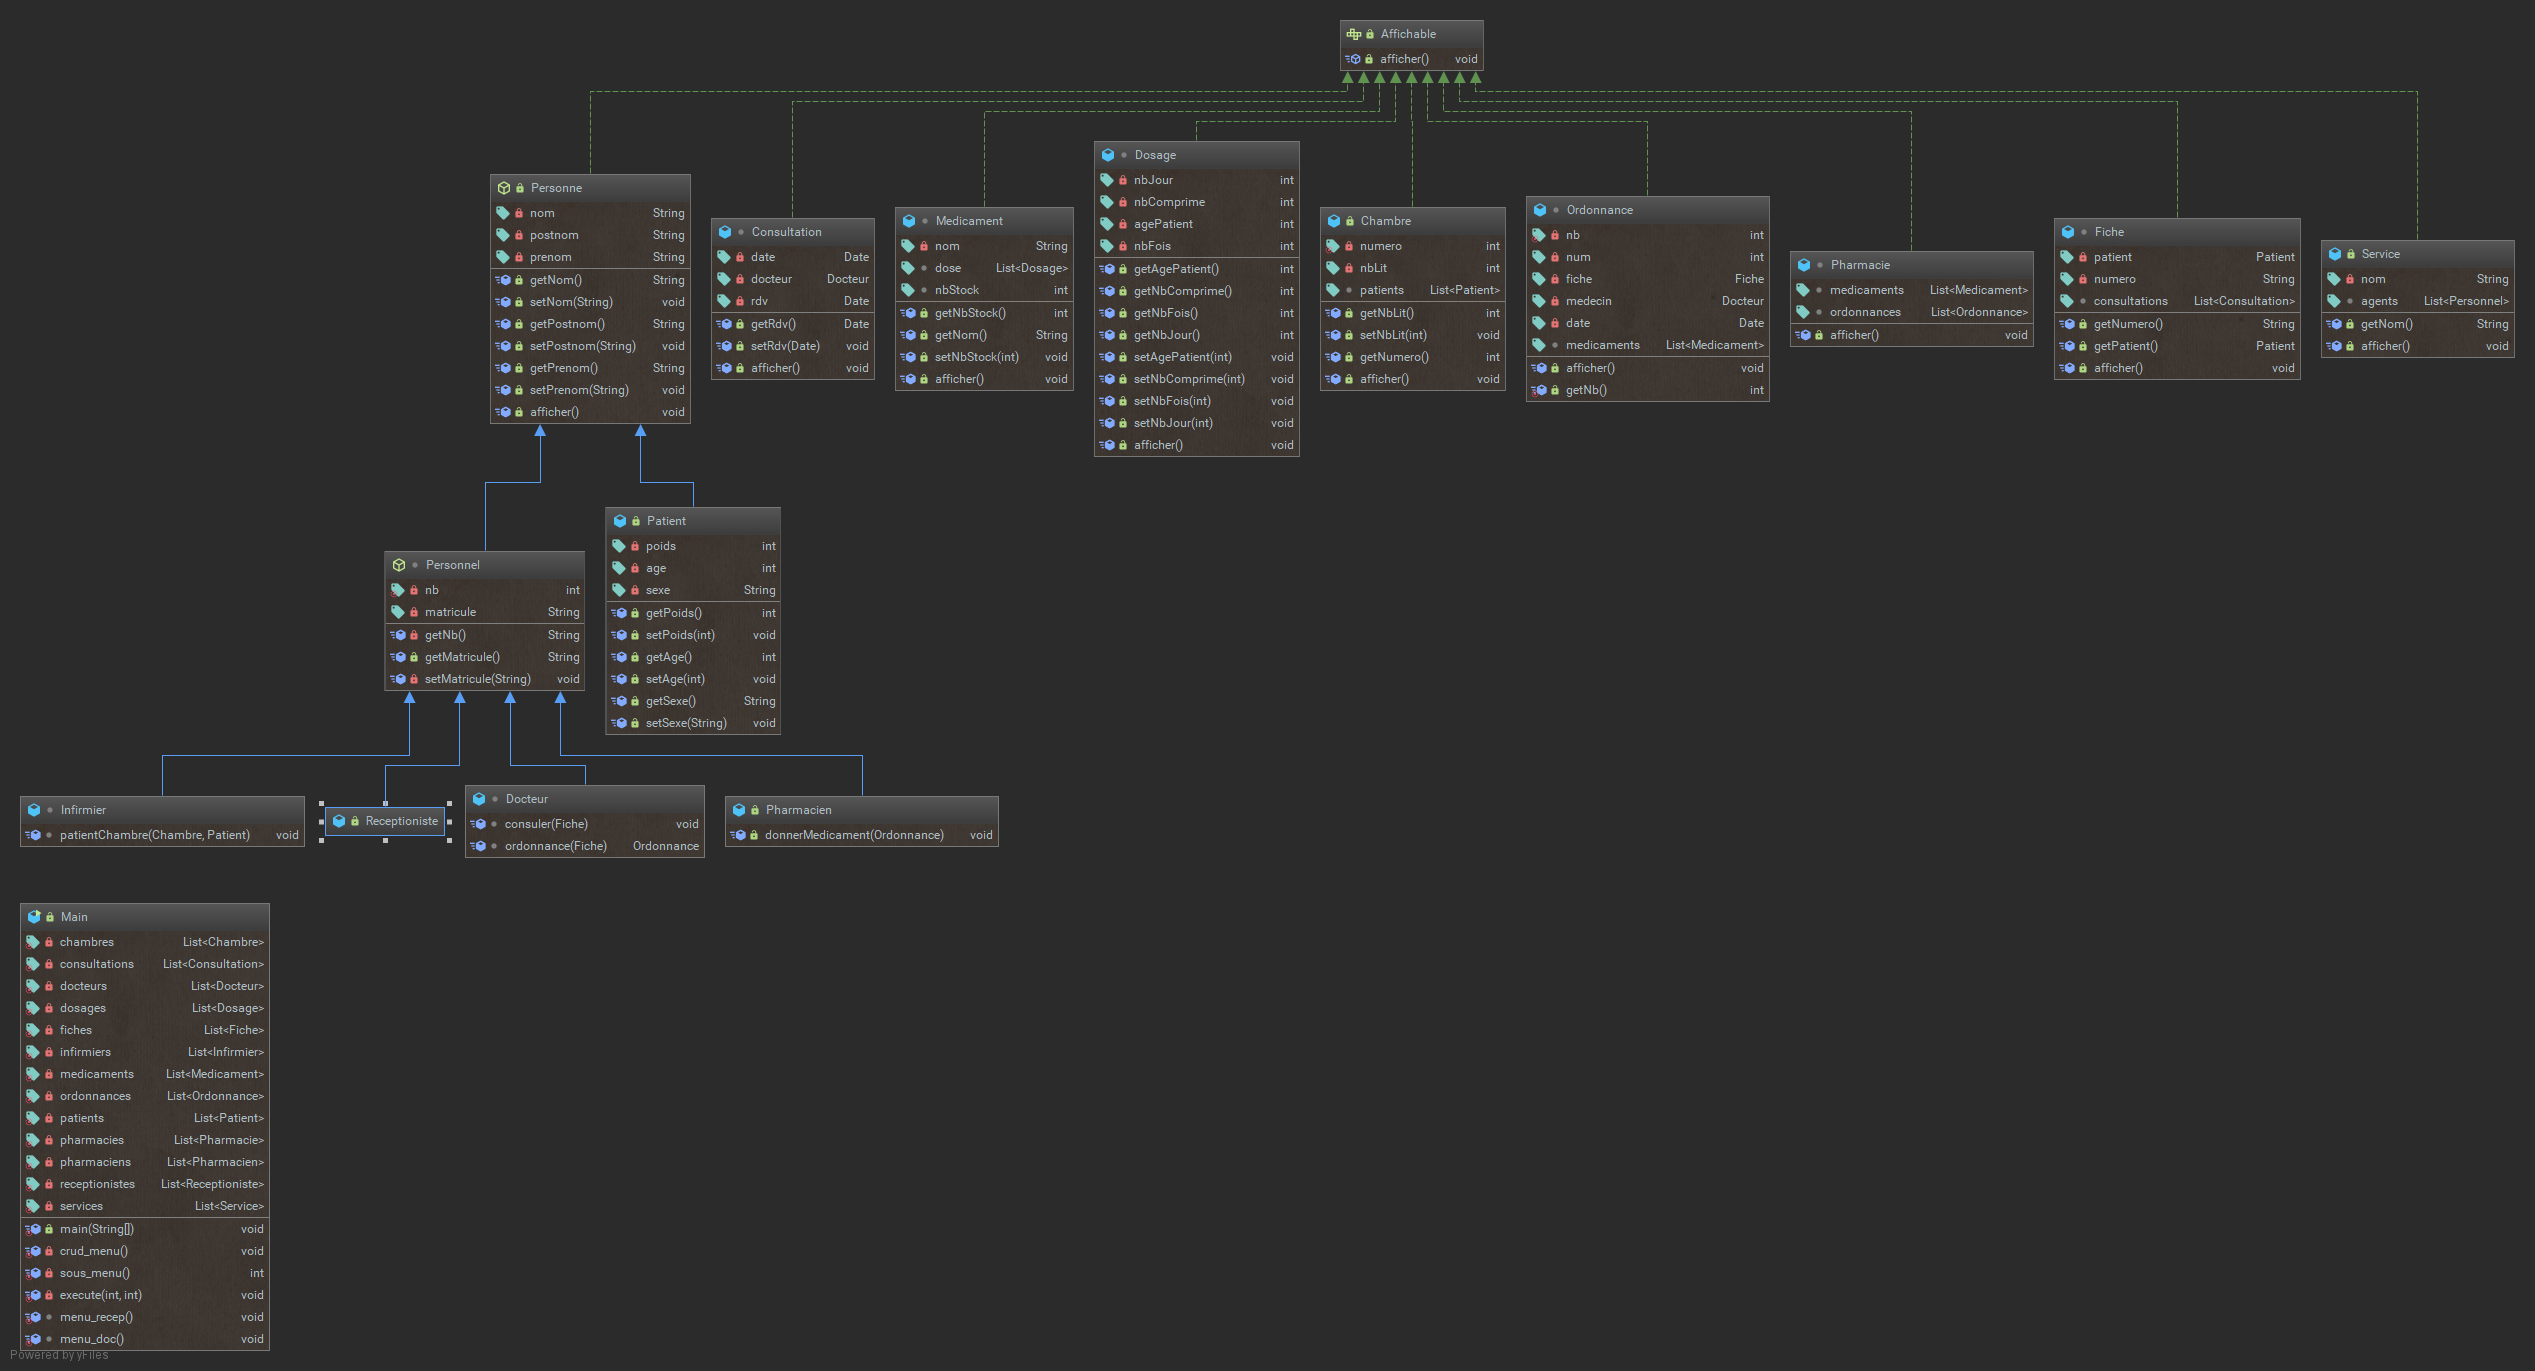 Affichable
afficher() void
Personne
nom String
postnom String
prenom String
getNom() String
setNom(String) void
getPostnom() String
setPostnom(String) void
getPrenom() String
setPrenom(String) void
afficher() void
Consultation
date Date
docteur Docteur
rdv Date
getRdv() Date
setRdv(Date) void
afficher() void
Medicament
nom String
dose List<Dosage>
nbStock int
getNbStock() int
getNom() String
setNbStock(int) void
afficher() void
Dosage
nbJour int
nbComprime int
agePatient int
nbFois int
getAgePatient() int
getNbComprime() int
getNbFois() int
getNbJour() int
setAgePatient(int) void
setNbComprime(int) void
setNbFois(int) void
setNbJour(int) void
afficher() void
Chambre
numero int
nbLit int
patients List<Patient>
getNbLit() int
setNbLit(int) void
getNumero() int
afficher() void
Ordonnance
nb int
num int
fiche Fiche
medecin Docteur
date Date
medicaments List<Medicament>
afficher() void
getNb() int
Pharmacie
medicaments List<Medicament>
ordonnances List<Ordonnance>
afficher() void
Fiche
patient Patient
numero String
consultations List<Consultation>
getNumero() String
getPatient() Patient
afficher() void
Service
nom String
agents List<Personnel>
getNom() String
afficher() void
Personnel
nb int
matricule String
getNb() String
getMatricule() String
setMatricule(String) void
Patient
poids int
age int
sexe String
getPoids() int
setPoids(int) void
getAge() int
setAge(int) void
getSexe() String
setSexe(String) void
Infirmier
patientChambre(Chambre, Patient) void
Receptioniste
Docteur
consuler(Fiche) void
ordonnance(Fiche) Ordonnance
Pharmacien
donnerMedicament(Ordonnance) void
Main
chambres List<Chambre>
consultations List<Consultation>
docteurs List<Docteur>
dosages List<Dosage>
fiches List<Fiche>
infirmiers List<Infirmier>
medicaments List<Medicament>
ordonnances List<Ordonnance>
patients List<Patient>
pharmacies List<Pharmacie>
pharmaciens List<Pharmacien>
receptionistes List<Receptioniste>
services List<Service>
main(String[]) void
crud_menu() void
sous_menu() int
execute(int, int) void
menu_recep() void
menu_doc() void
Powered by yFiles